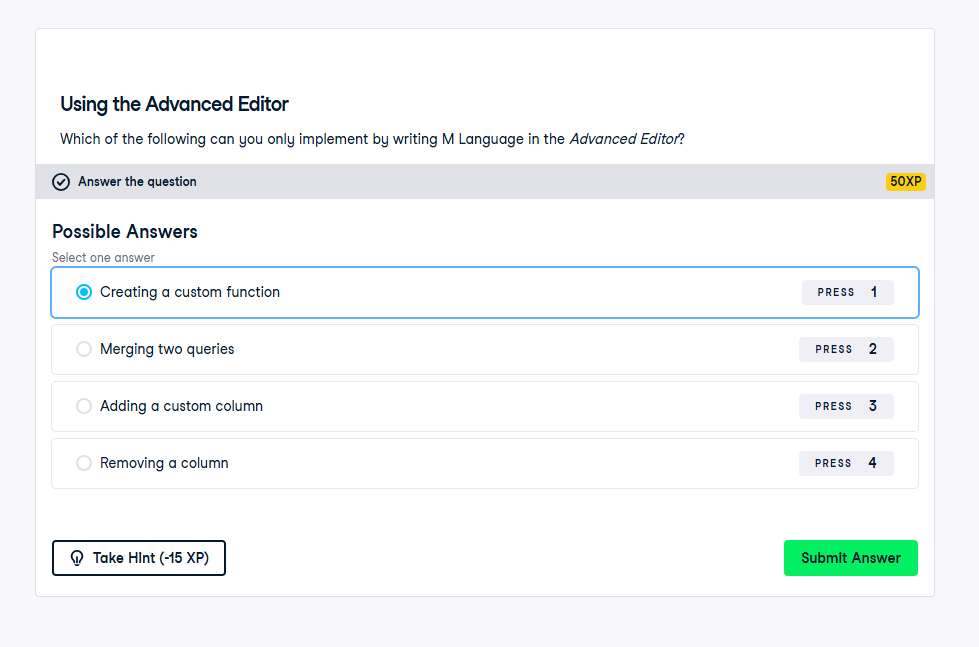 Using the Advanced Editor
Which of the following can you only implement by writing M Language in the Advanced Editor?
Answer the question
50XP
Possible Answers
Select one answer
Creating a custom function PRESS 1
Merging two queries PRESS 2
Adding a custom column PRESS 3
Removing a column PRESS 4
Take Hint (-15 XP) Submit Answer